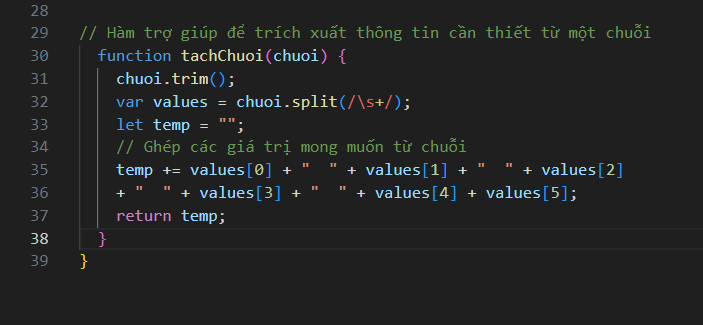 28
29 // Hàm trợ giúp để trích xuất thông tin cần thiết từ một chuỗi
30 function tachChuoi(chuoi) {
31 chuoi.trim();
32 var values = chuoi.split(/\s+/);
33 let temp = "";
34 // Ghép các giá trị mong muốn từ chuỗi
35 temp += values[0] + "  " + values[1] + "  " + values[2]
36 + "  " + values[3] + "  " + values[4] + values[5];
37 return temp;
38 }
39 }